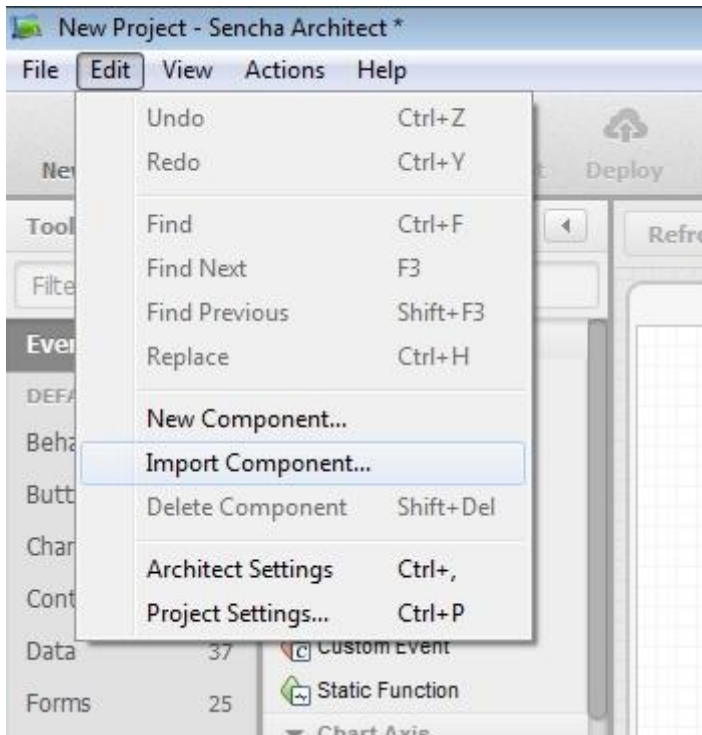 New Project - Sencha Architect *
File Edit View Actions Help
Undo Ctrl+Z
Redo Ctrl+Y
Deploy
Find Ctrl+F
Find Next F3
Find Previous Shift+F3
Replace Ctrl+H
New Component...
Import Component...
Delete Component Shift+Del
Architect Settings Ctrl+,
Project Settings... Ctrl+P
Data 37
Custom Event
Forms 25
Static Function
Chart Axis